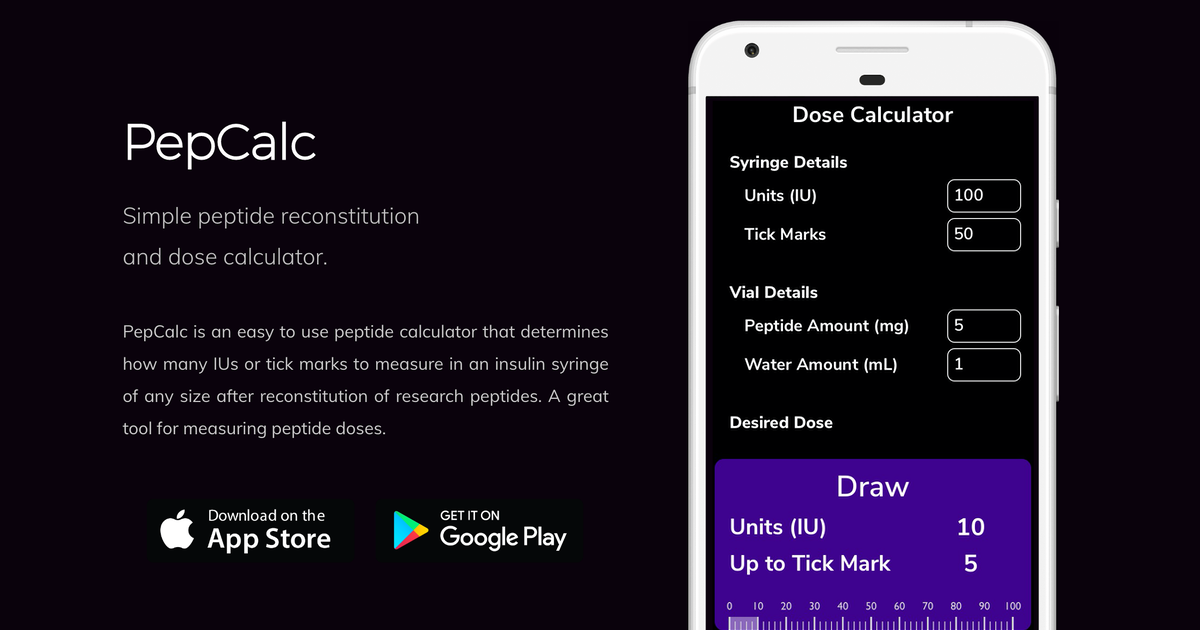 PepCalc
Simple peptide reconstitution
and dose calculator.
PepCalc is an easy to use peptide calculator that determines
how many IUs or tick marks to measure in an insulin syringe
of any size after reconstitution of research peptides. A great
tool for measuring peptide doses.
Download on the
App Store
GET IT ON
Google Play
Dose Calculator
Syringe Details
Units (IU) 100
Tick Marks 50
Vial Details
Peptide Amount (mg) 5
Water Amount (mL) 1
Desired Dose
Draw
Units (IU) 10
Up to Tick Mark 5
0 10 20 30 40 50 60 70 80 90 100